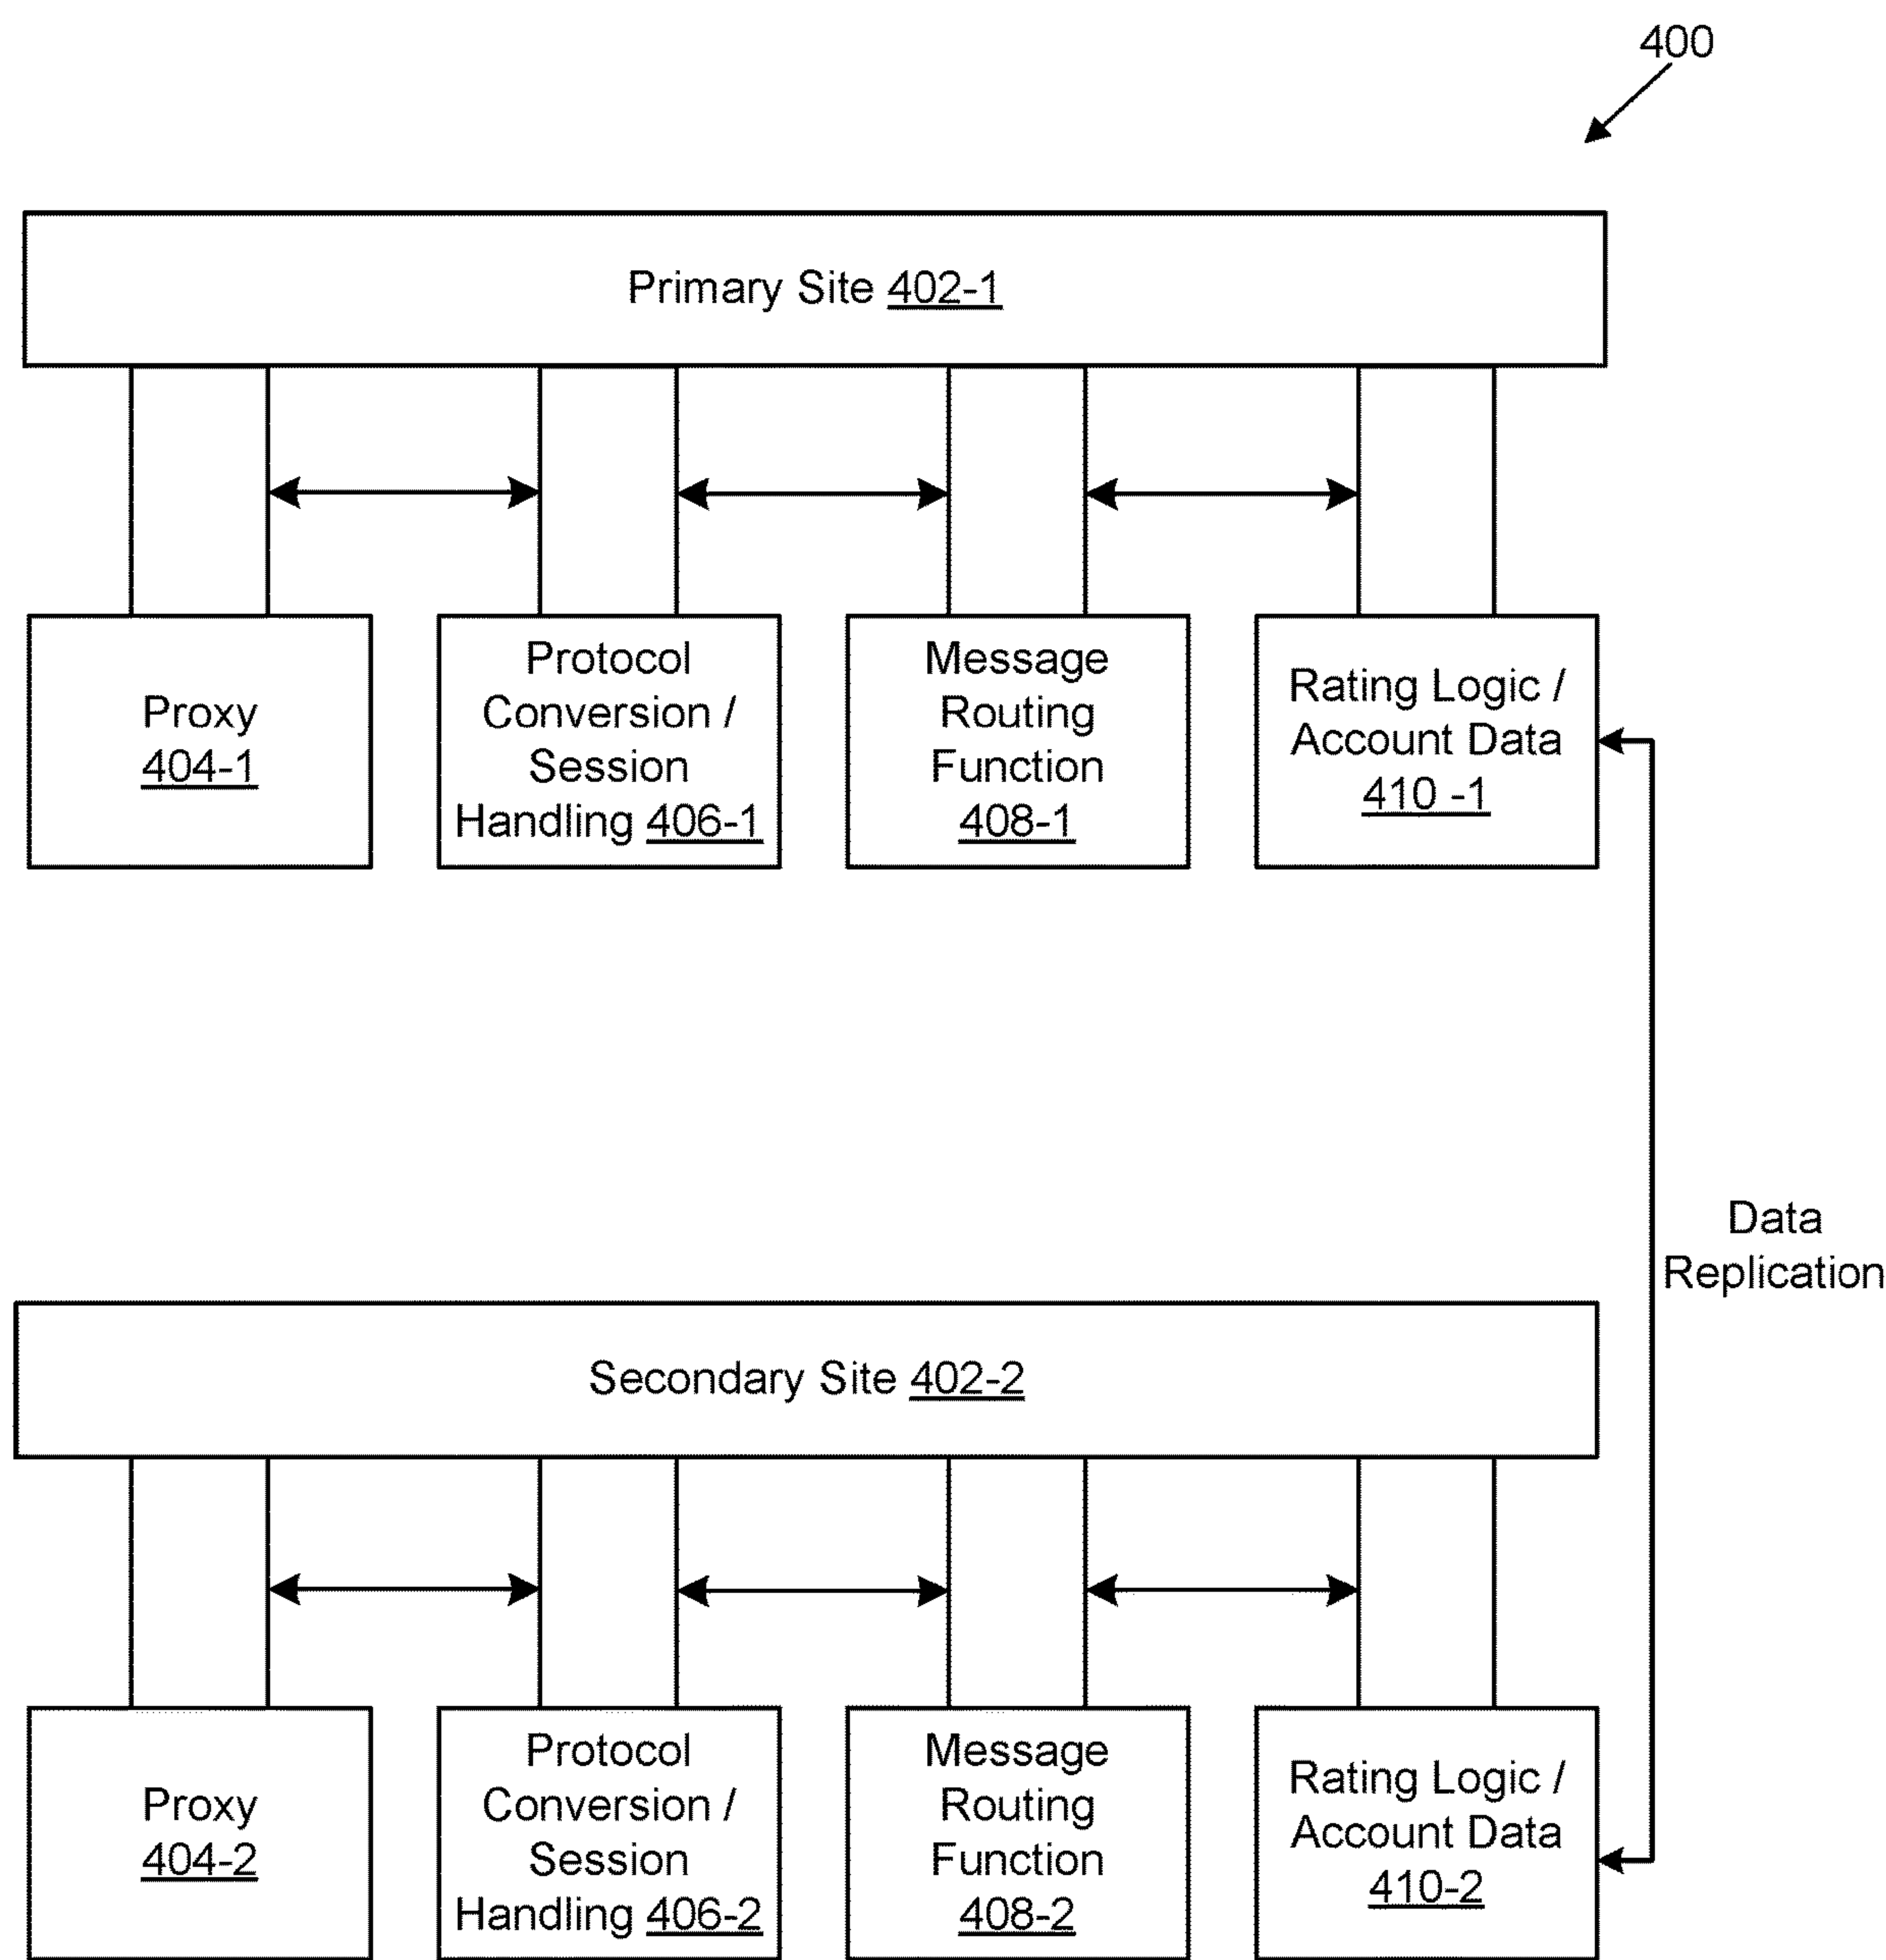 400
Primary Site 402-1
Proxy
404-1
Protocol
Conversion /
Session
Handling 406-1
Message
Routing
Function
408-1
Rating Logic /
Account Data
410 -1
Data
Replication
Secondary Site 402-2
Proxy
404-2
Protocol
Conversion /
Session
Handling 406-2
Message
Routing
Function
408-2
Rating Logic /
Account Data
410-2